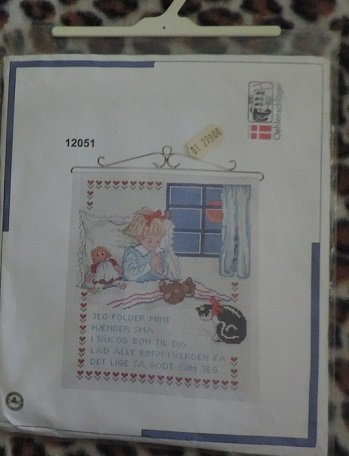 12051
Oehlenschläger
JEG FOLDER MINE
HÆNDER SMÅ
I TAK OG BØN TIL DIG
LAD ALLE BØRN I VERDEN FÅ
DET LIGE SÅ GODT SOM JEG